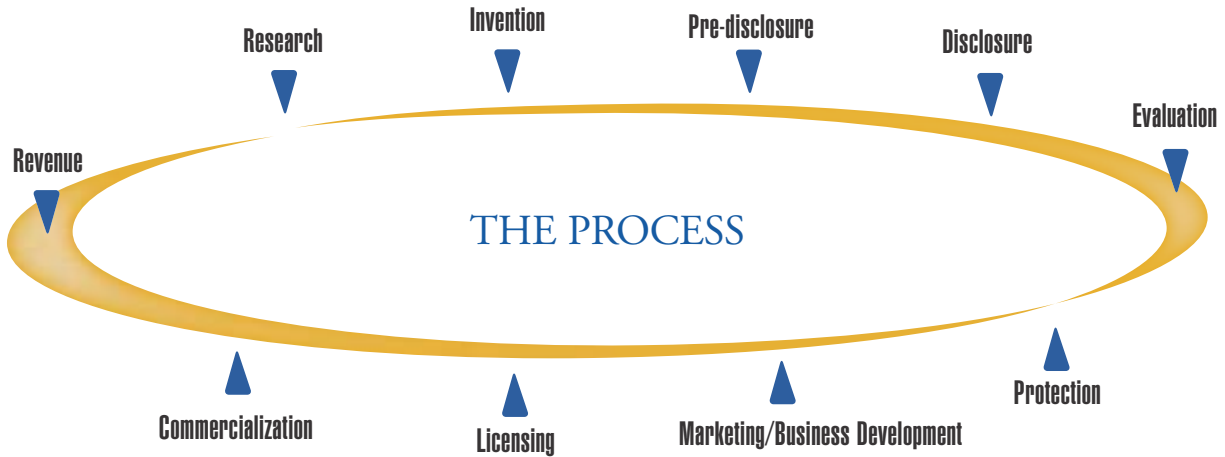 Research
Invention
Pre-disclosure
Disclosure
Evaluation
Revenue
THE PROCESS
Protection
Marketing/Business Development
Licensing
Commercialization